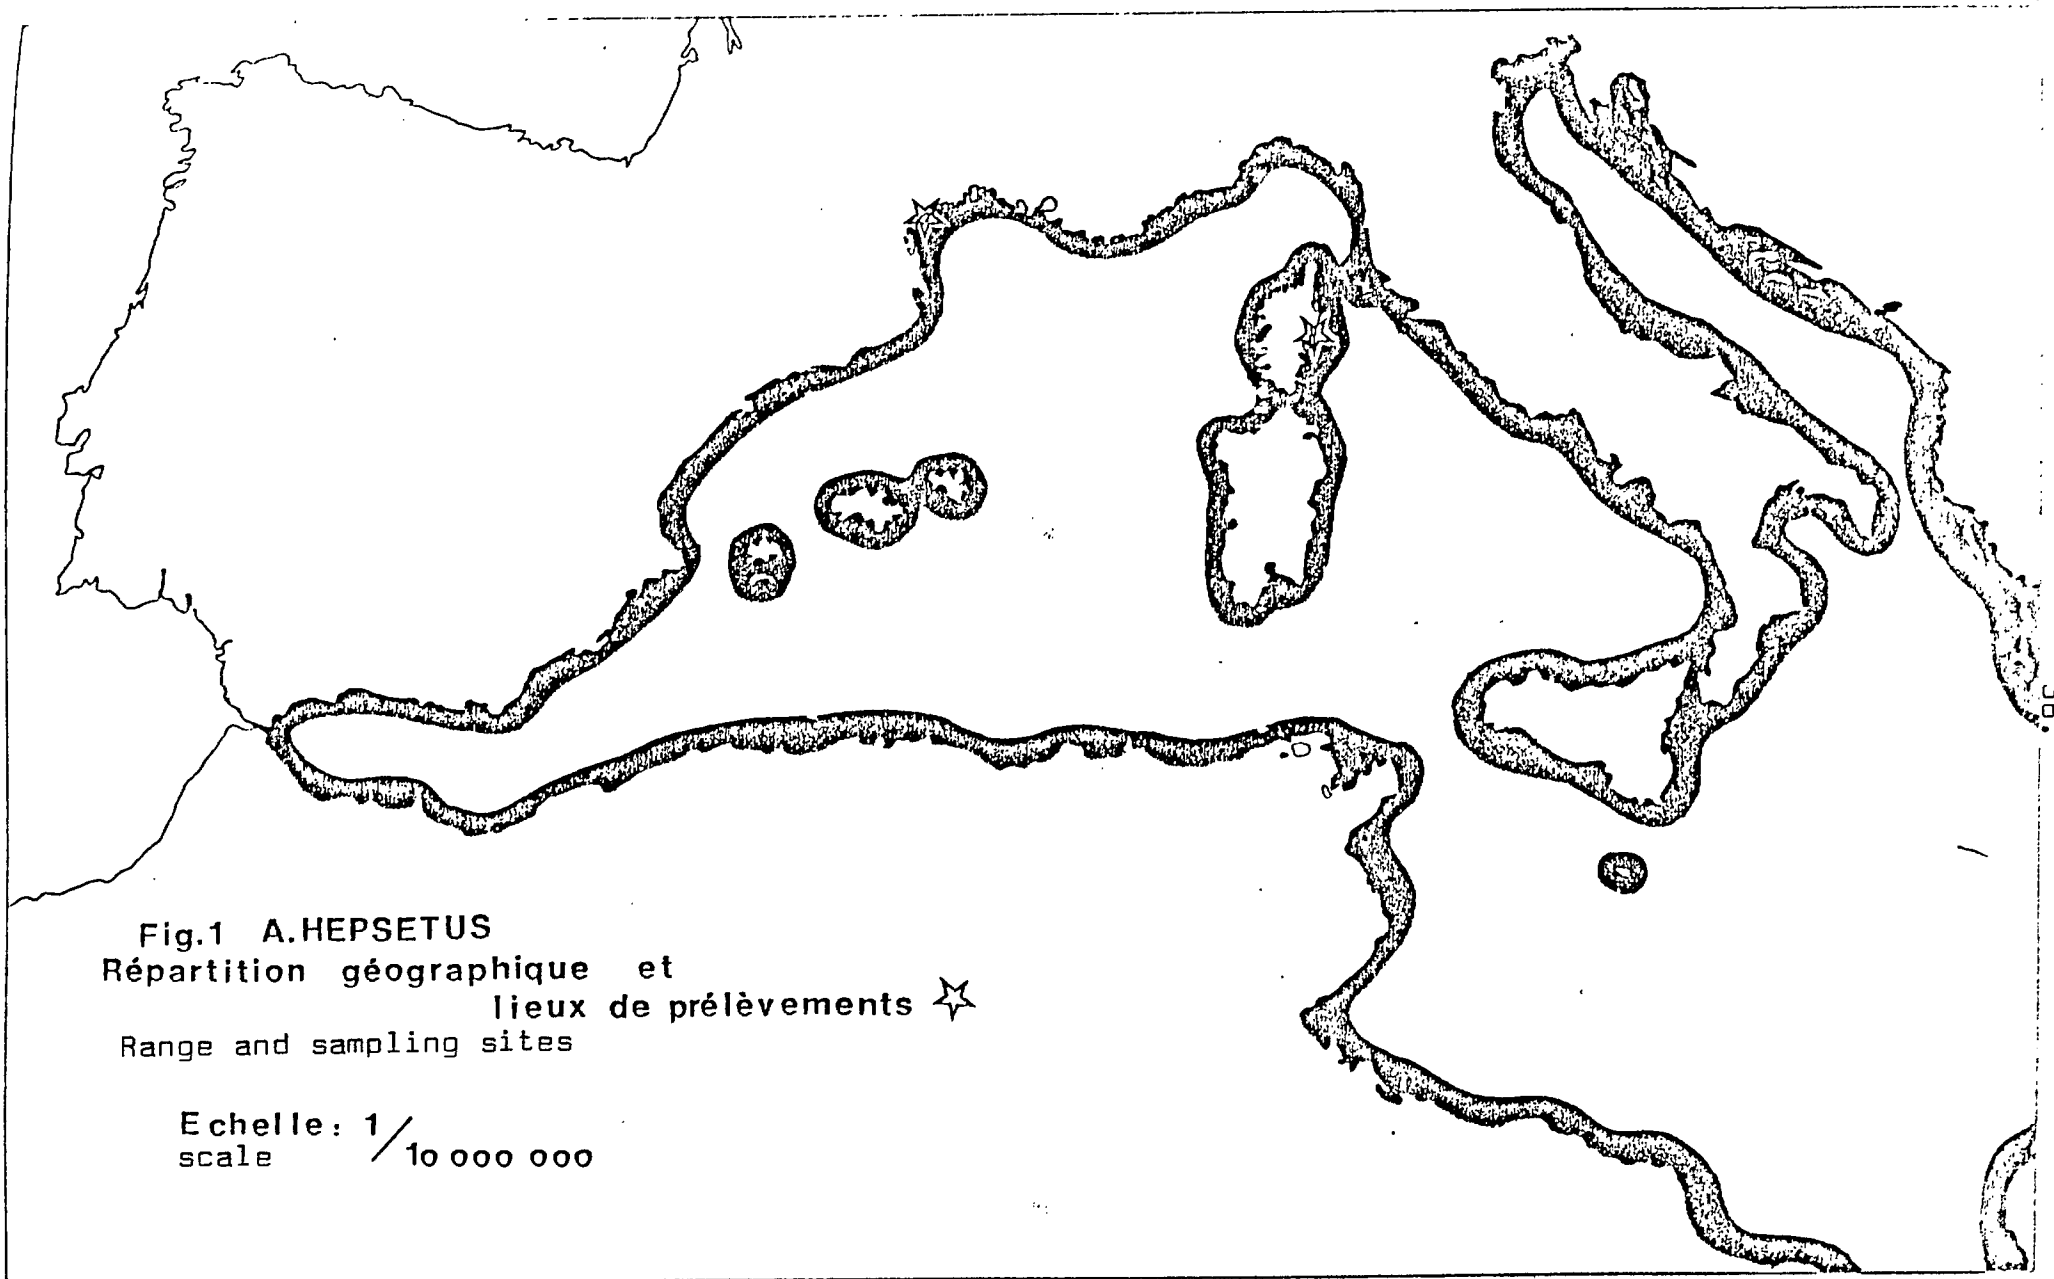 Fig.1 A.HEPSETUS
Répartition géographique et
lieux de prélèvements
Range and sampling sites
Echelle: 1/10 000 000
scale